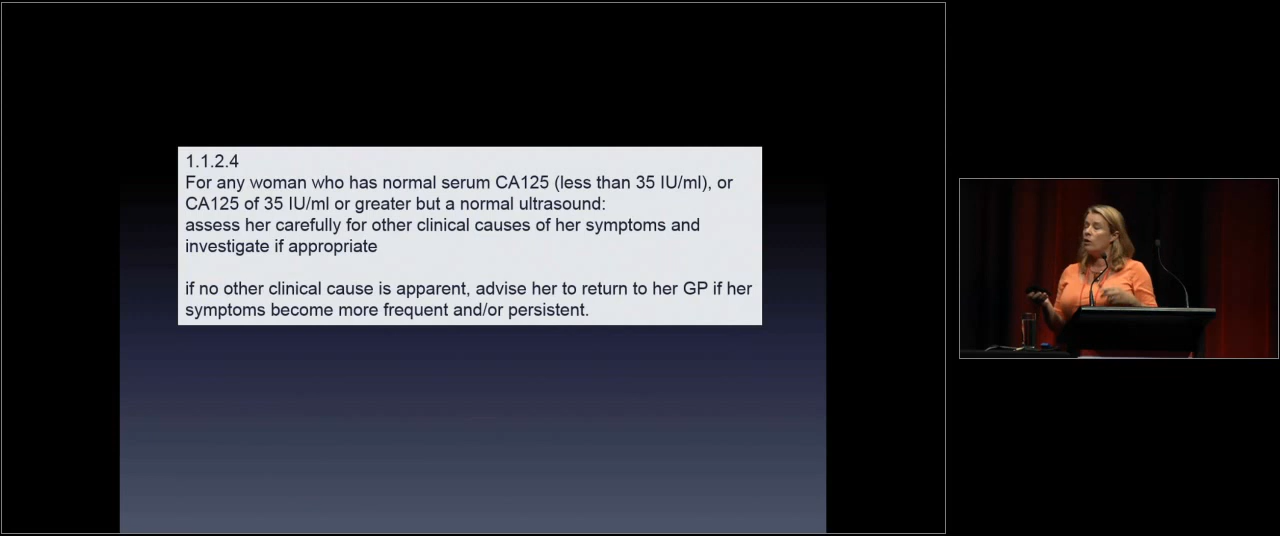 1.1.2.4
For any woman who has normal serum CA125 (less than 35 IU/ml), or
CA125 of 35 IU/ml or greater but a normal ultrasound:
assess her carefully for other clinical causes of her symptoms and
investigate if appropriate
if no other clinical cause is apparent, advise her to return to her GP if her
symptoms become more frequent and/or persistent.